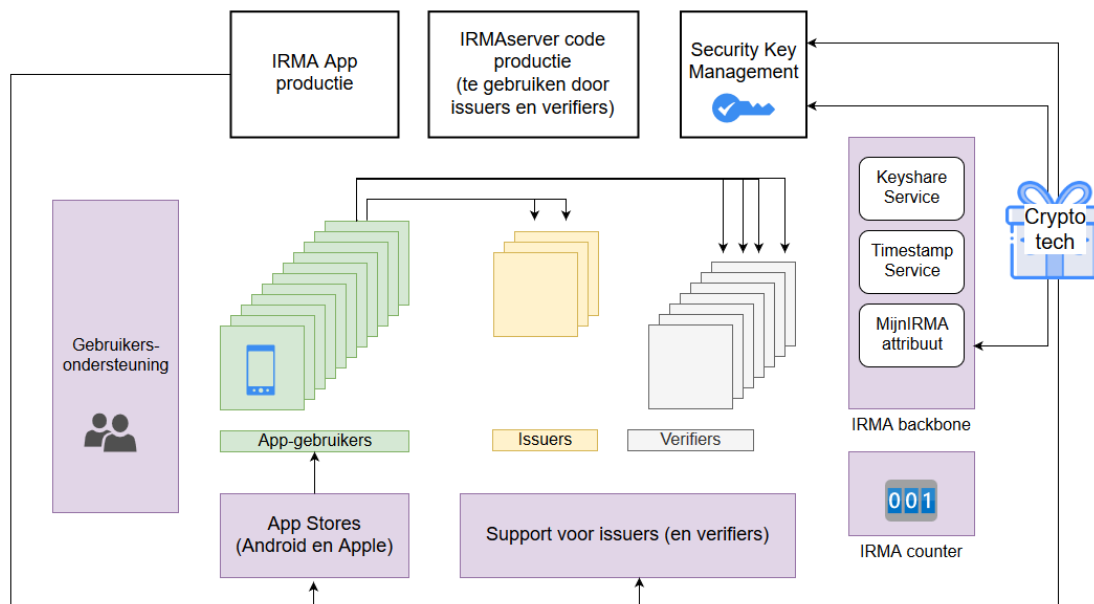 IRMA App
productie
IRMAserver code
productie
(te gebruiken door
issuers en verifiers)
Security Key
Management
Keyshare
Service
Timestamp
Service
MijnIRMA
attribuut
IRMA backbone
Crypto
tech
Gebruikers-
ondersteuning
App-gebruikers
Issuers
Verifiers
App Stores
(Android en Apple)
Support voor issuers (en verifiers)
001
IRMA counter